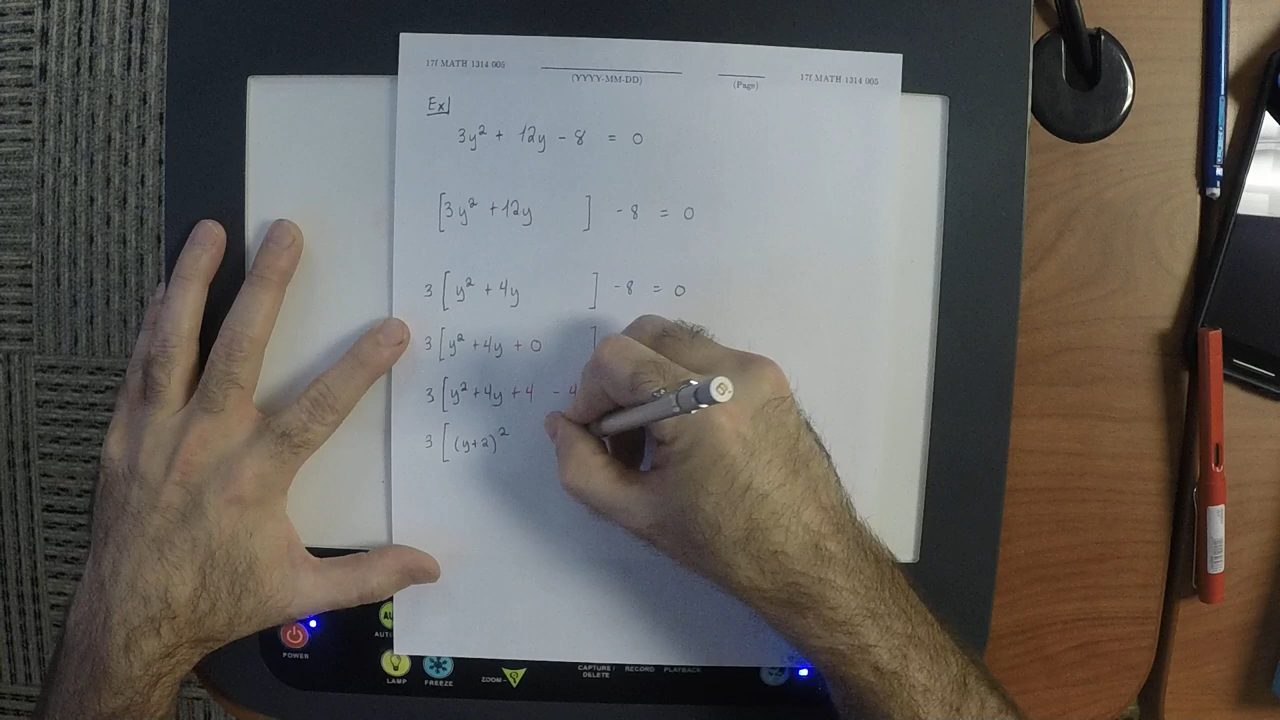 17f MATH 1314 005 (YYYY-MM-DD) (Page) 17f MATH 1314 005
Ex
3y² + 12y - 8 = 0
[3y² + 12y ] - 8 = 0
3 [ y² + 4y ] - 8 = 0
3 [ y² + 4y + 0 ]
3 [ y² + 4y + 4 - 4
3 [ (y+2)²
POWER
LAMP
FREEZE
ZOOM
CAPTURE/
DELETE
RECORD
PLAYBACK